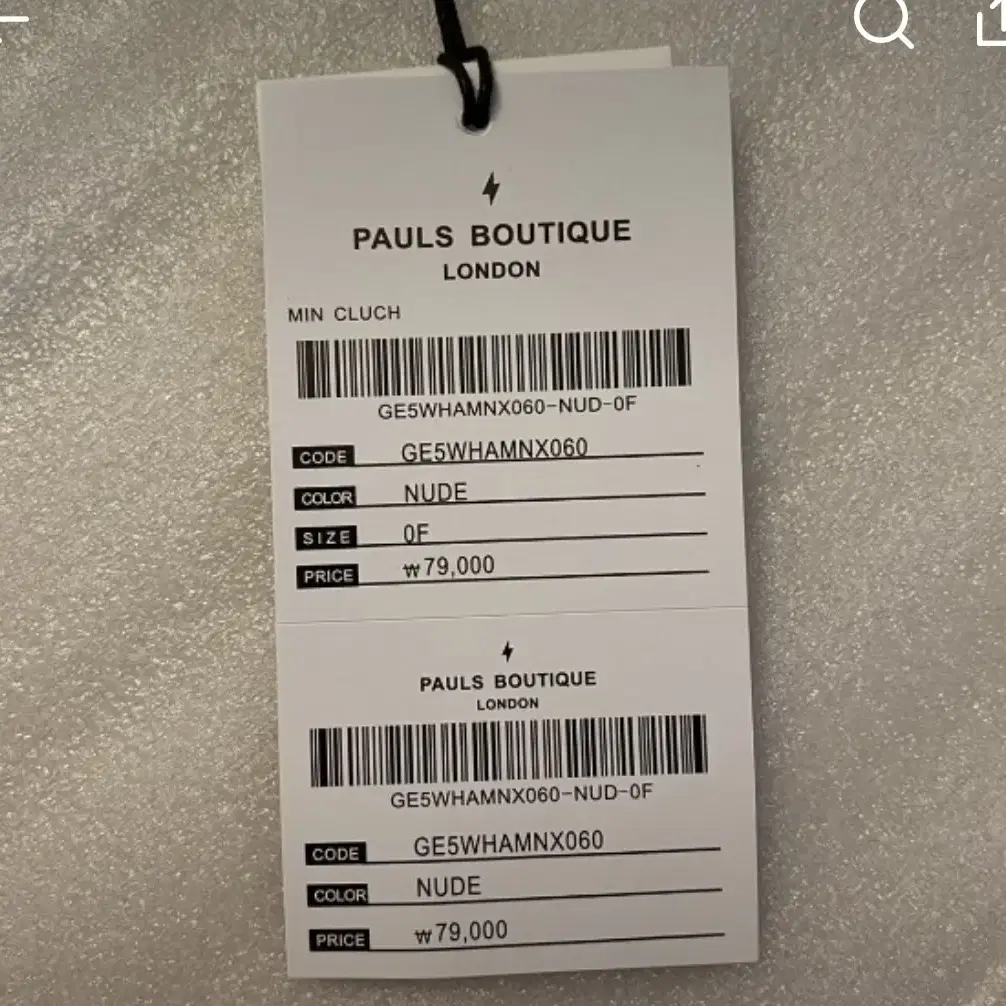 PAULS BOUTIQUE
LONDON
MIN CLUCH
GE5WHAMNX060-NUD-0F
CODE GE5WHAMNX060
COLOR NUDE
SIZE 0F
PRICE ₩79,000
PAULS BOUTIQUE
LONDON
GE5WHAMNX060-NUD-0F
CODE GE5WHAMNX060
COLOR NUDE
PRICE ₩79,000